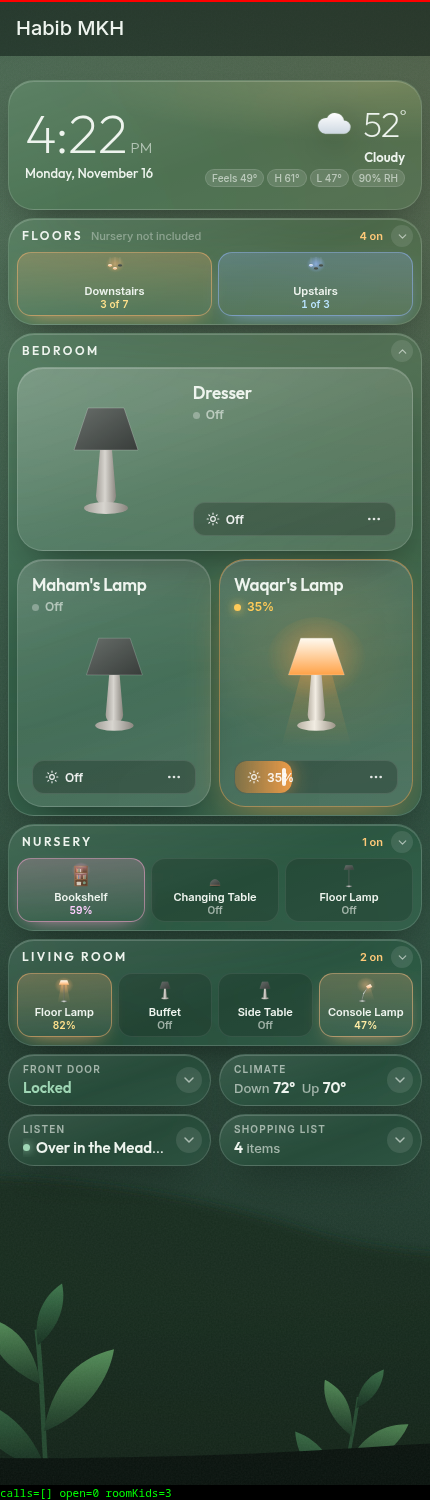 Habib MKH
4:22 PM
Monday, November 16
52°
Cloudy
Feels 49° H 61° L 47° 90% RH
FLOORS Nursery not included 4 on
Downstairs
3 of 7
Upstairs
1 of 3
BEDROOM
Dresser
Off
Off
Maham's Lamp
Off
Off
Waqar's Lamp
35%
35%
NURSERY 1 on
Bookshelf
59%
Changing Table
Off
Floor Lamp
Off
LIVING ROOM 2 on
Floor Lamp
82%
Buffet
Off
Side Table
Off
Console Lamp
47%
FRONT DOOR
Locked
CLIMATE
Down 72° Up 70°
LISTEN
Over in the Mead...
SHOPPING LIST
4 items
calls=[] open=0 roomKids=3